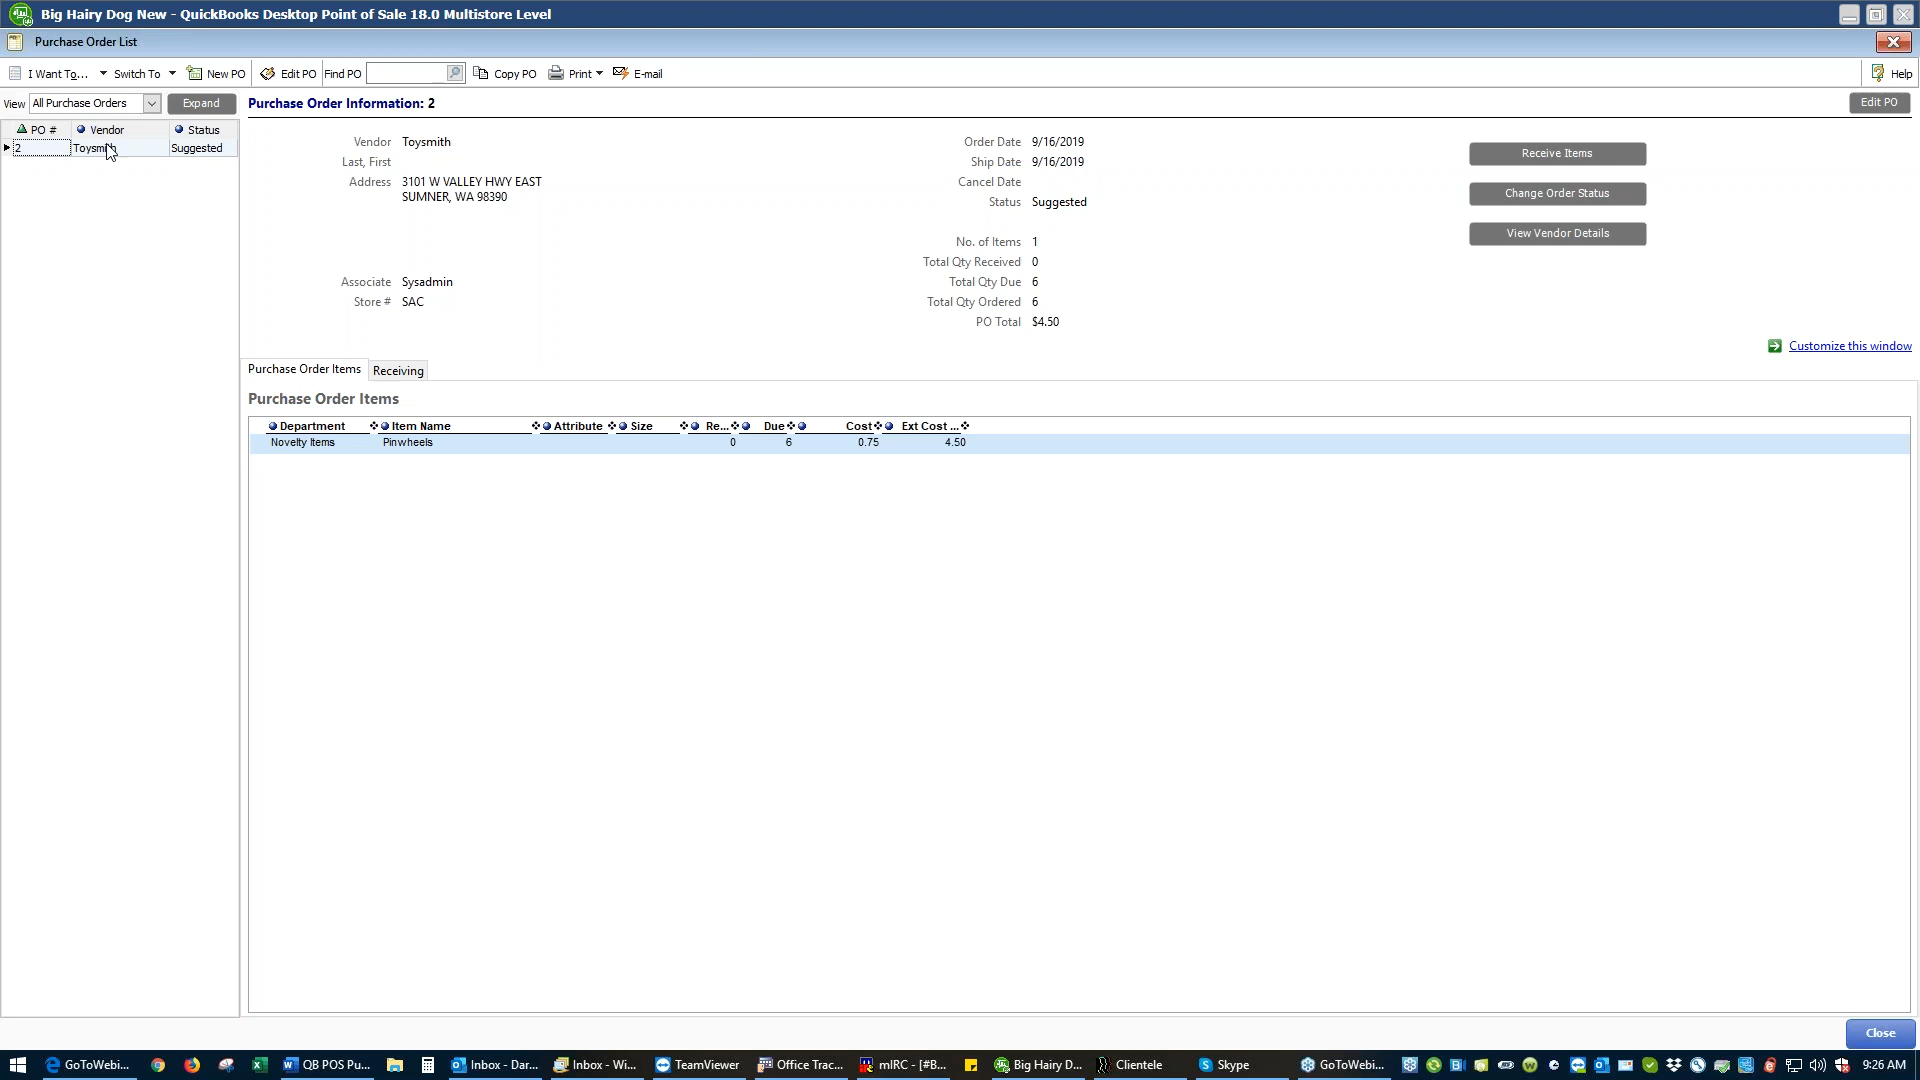 Big Hairy Dog New - QuickBooks Desktop Point of Sale 18.0 Multistore Level
Purchase Order List
I Want To... Switch To New PO Edit PO Find PO Copy PO Print E-mail Help
View All Purchase Orders Expand Purchase Order Information: 2 Edit PO
PO # Vendor Status
2 Toysmith Suggested
Vendor Toysmith
Last, First
Address 3101 W VALLEY HWY EAST
SUMNER, WA 98390
Associate Sysadmin
Store # SAC
Order Date 9/16/2019
Ship Date 9/16/2019
Cancel Date
Status Suggested
No. of Items 1
Total Qty Received 0
Total Qty Due 6
Total Qty Ordered 6
PO Total $4.50
Receive Items
Change Order Status
View Vendor Details
Customize this window
Purchase Order Items Receiving
Purchase Order Items
Department Item Name Attribute Size Re... Due Cost Ext Cost ...
Novelty Items Pinwheels 0 6 0.75 4.50
Close
GoToWebi... QB POS Pu... Inbox - Dar... Inbox - Wi... TeamViewer Office Trac... mIRC - [#B... Big Hairy D... Clientele Skype GoToWebi... 9:26 AM